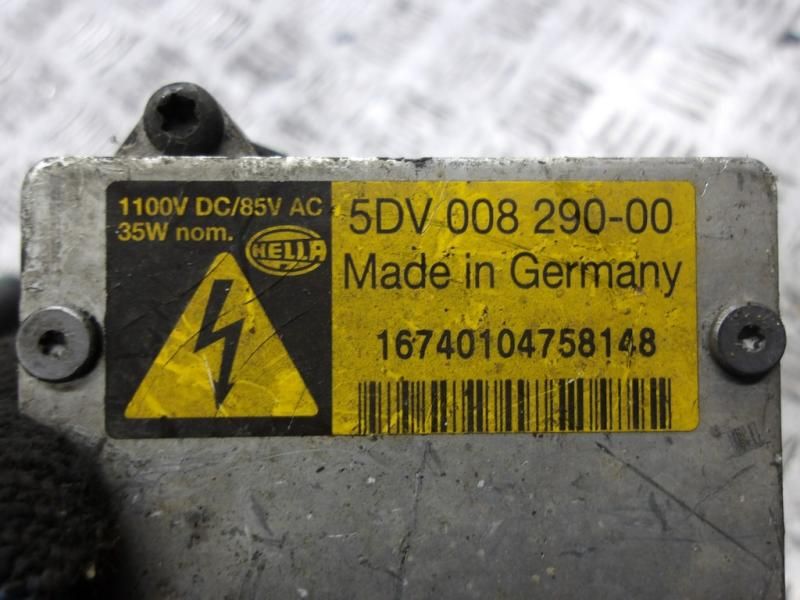 1100V DC/85V AC
35W nom.
HELLA
5DV 008 290-00
Made in Germany
16740104758148